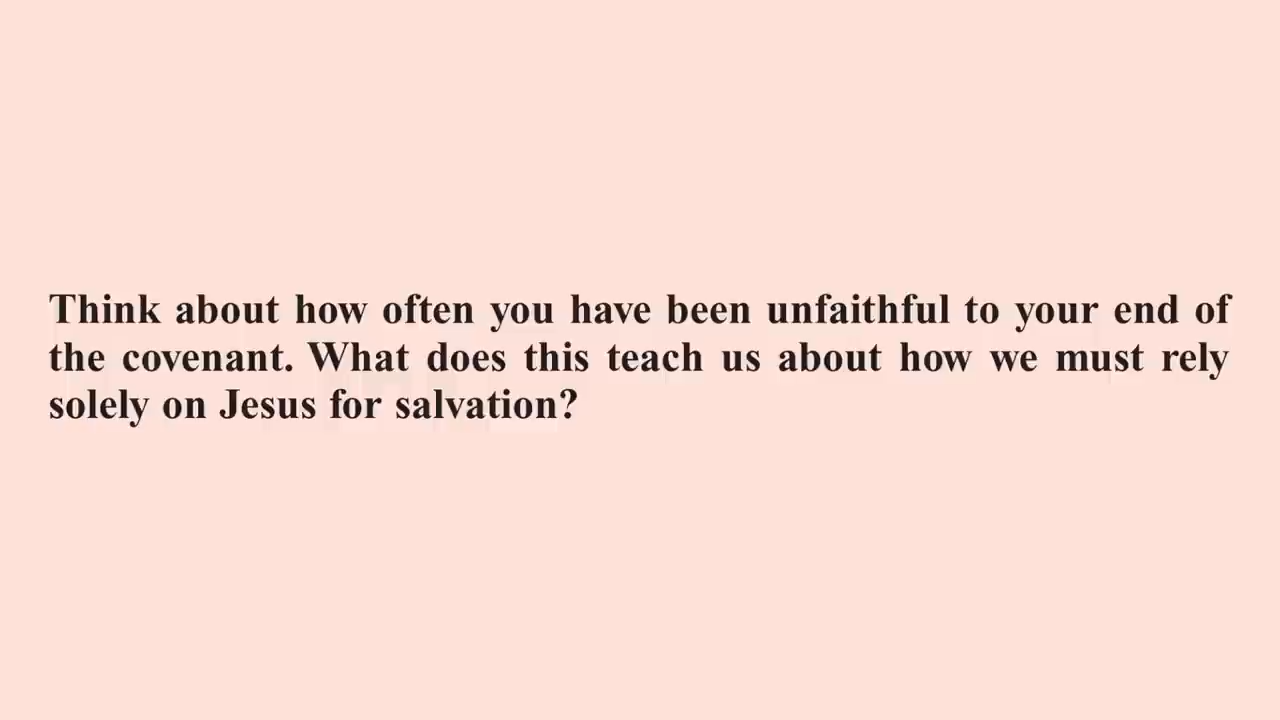 Think about how often you have been unfaithful to your end of
the covenant. What does this teach us about how we must rely
solely on Jesus for salvation?